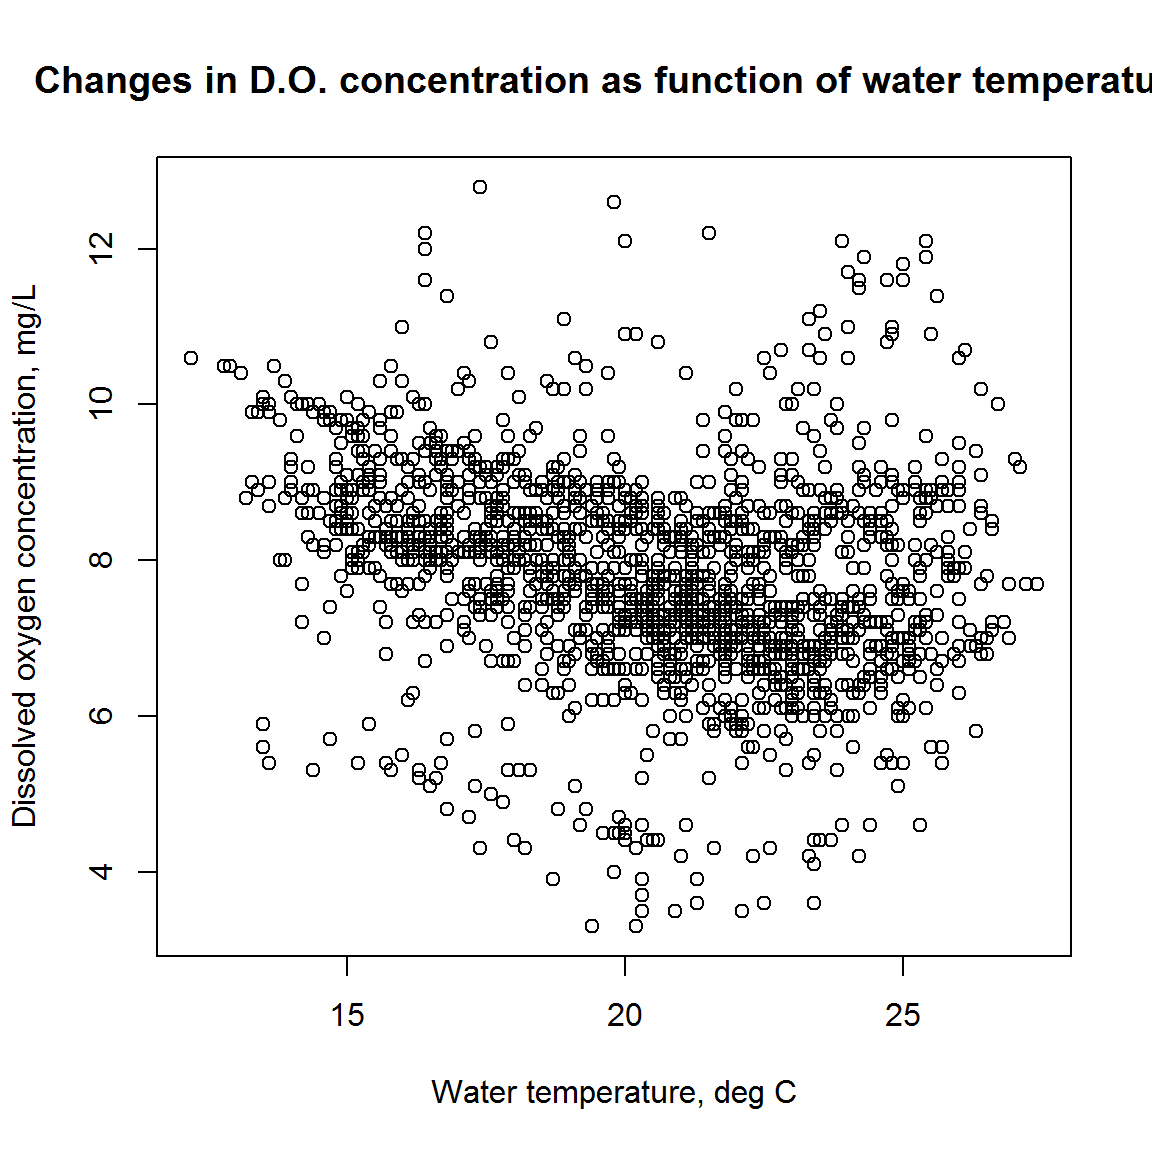 Changes in D.O. concentration as function of water temperatu
Dissolved oxygen concentration, mg/L
12
10
8
6
4
15 20 25
Water temperature, deg C